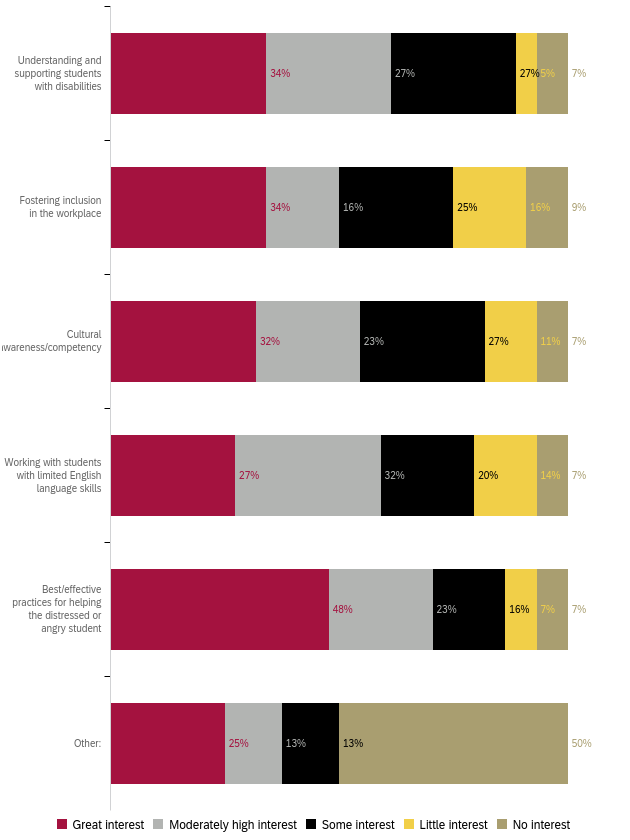 Understanding and
supporting students
with disabilities
34% 27% 27% 5% 7%
Fostering inclusion
in the workplace
34% 16% 25% 16% 9%
Cultural
awareness/competency
32% 23% 27% 11% 7%
Working with students
with limited English
language skills
27% 32% 20% 14% 7%
Best/effective
practices for helping
the distressed or
angry student
48% 23% 16% 7% 7%
Other:
25% 13% 13% 50%
Great interest Moderately high interest Some interest Little interest No interest